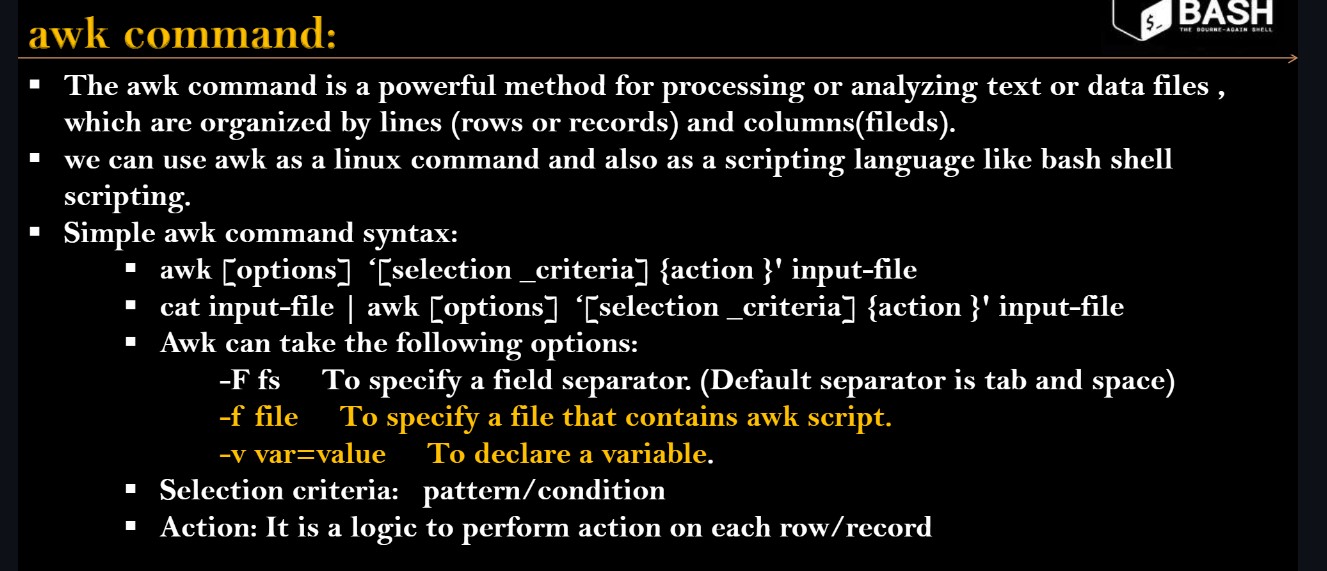 BASH
THE BOURNE-AGAIN SHELL
$_
awk command:
▪ The awk command is a powerful method for processing or analyzing text or data files ,
which are organized by lines (rows or records) and columns(fileds).
▪ we can use awk as a linux command and also as a scripting language like bash shell
scripting.
▪ Simple awk command syntax:
▪ awk [options] ‘[selection _criteria] {action }' input-file
▪ cat input-file | awk [options] ‘[selection _criteria] {action }' input-file
▪ Awk can take the following options:
-F fs To specify a field separator. (Default separator is tab and space)
-f file To specify a file that contains awk script.
-v var=value To declare a variable.
▪ Selection criteria: pattern/condition
▪ Action: It is a logic to perform action on each row/record